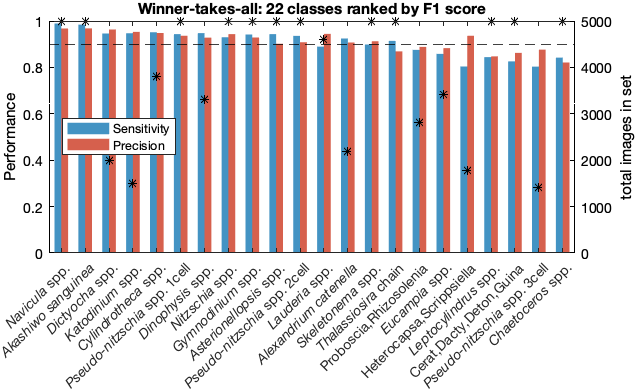 Winner-takes-all: 22 classes ranked by F1 score
Performance
1
0.8
0.6
0.4
0.2
0
Sensitivity
Precision
5000
4000
3000
2000
1000
0
total images in set
Navicula spp.
Akashiwo sanguinea
Dictyocha spp.
Katodinium spp.
Cylindrotheca spp.
Pseudo-nitzschia spp. 1cell
Dinophysis spp.
Nitzschia spp.
Gymnodinium spp.
Asterionellopsis spp.
Pseudo-nitzschia spp. 2cell
Lauderia spp.
Alexandrium catenella
Skeletonema spp.
Thalassiosira chain
Proboscia,Rhizosolenia
Eucampia spp.
Heterocapsa,Scrippsiella
Leptocylindrus spp.
Cerat,Dacty,Deton,Guina
Pseudo-nitzschia spp. 3cell
Chaetoceros spp.